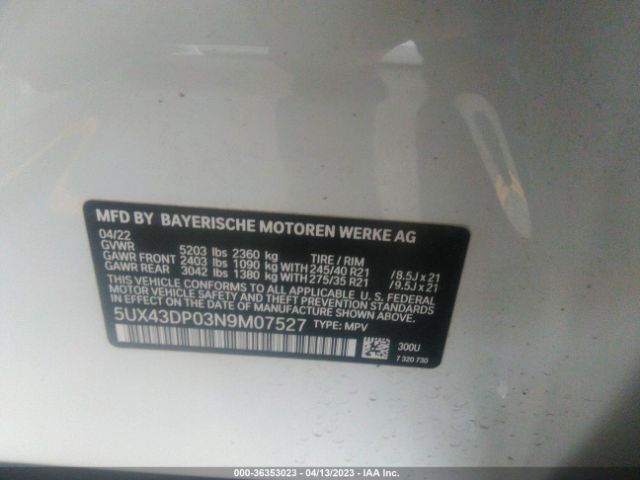 MFD BY BAYERISCHE MOTOREN WERKE AG
04/22
GVWR 5203 lbs 2360 kg TIRE / RIM
GAWR FRONT 2403 lbs 1090 kg WITH 245/40 R21 / 8.5J x 21
GAWR REAR 3042 lbs 1380 kg WITH 275/35 R21 / 9.5J x 21
THIS VEHICLE CONFORMS TO ALL APPLICABLE FEDERAL MOTOR VEHICLE
SAFETY, BUMPER, AND THEFT PREVENTION STANDARDS IN EFFECT ON
THE DATE OF MANUFACTURE SHOWN ABOVE.
5UX43DP03N9M07527 TYPE: MPV
300U
7 320 730
000-36353023 - 04/13/2023 - IAA Inc.